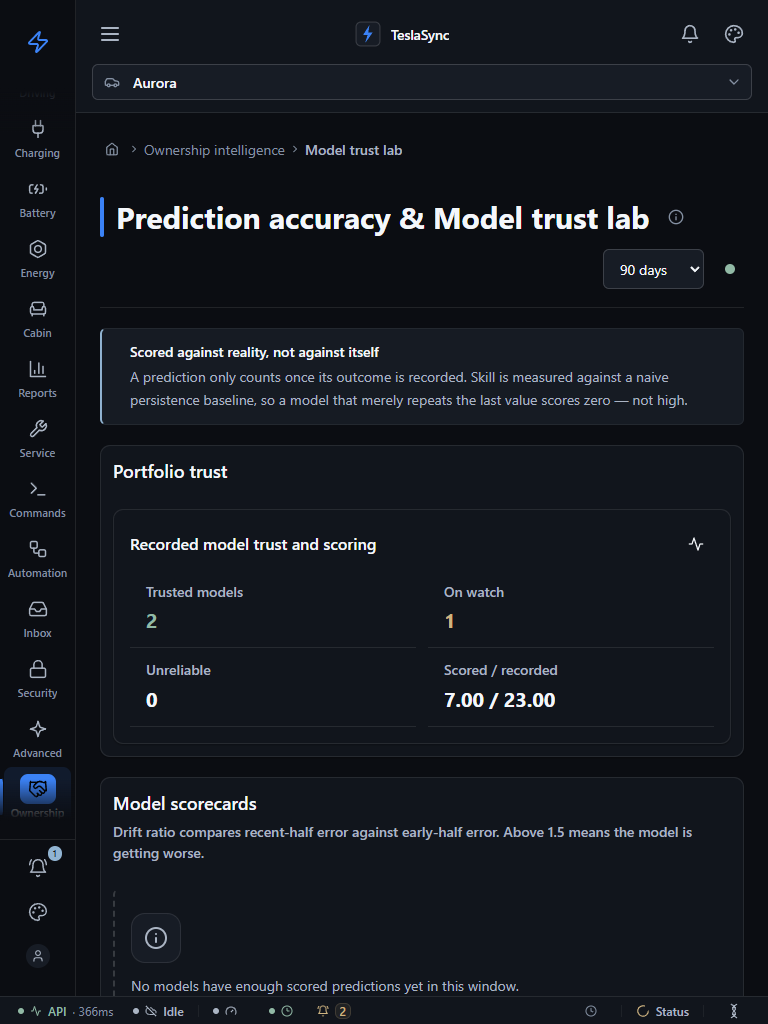 TeslaSync
Aurora
Driving
Charging
Battery
Energy
Cabin
Reports
Service
Commands
Automation
Inbox
Security
Advanced
Ownership
1
Ownership intelligence > Model trust lab
Prediction accuracy & Model trust lab
90 days
Scored against reality, not against itself
A prediction only counts once its outcome is recorded. Skill is measured against a naive
persistence baseline, so a model that merely repeats the last value scores zero — not high.
Portfolio trust
Recorded model trust and scoring
Trusted models
2
On watch
1
Unreliable
0
Scored / recorded
7.00 / 23.00
Model scorecards
Drift ratio compares recent-half error against early-half error. Above 1.5 means the model is
getting worse.
No models have enough scored predictions yet in this window.
API · 366ms
Idle
2
Status